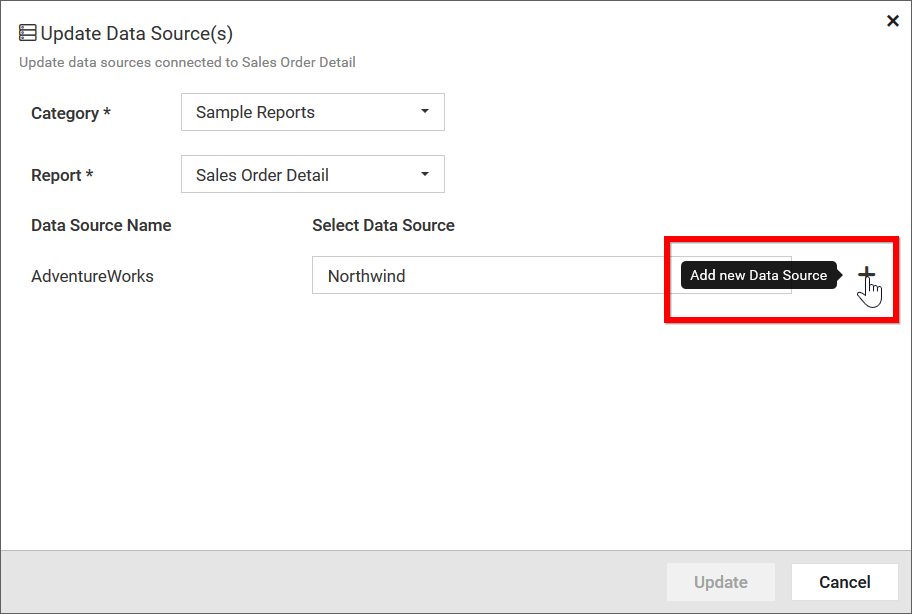 Update Data Source(s)
Update data sources connected to Sales Order Detail
Category *
Sample Reports
Report *
Sales Order Detail
Data Source Name
Select Data Source
AdventureWorks
Northwind
Add new Data Source
Update
Cancel